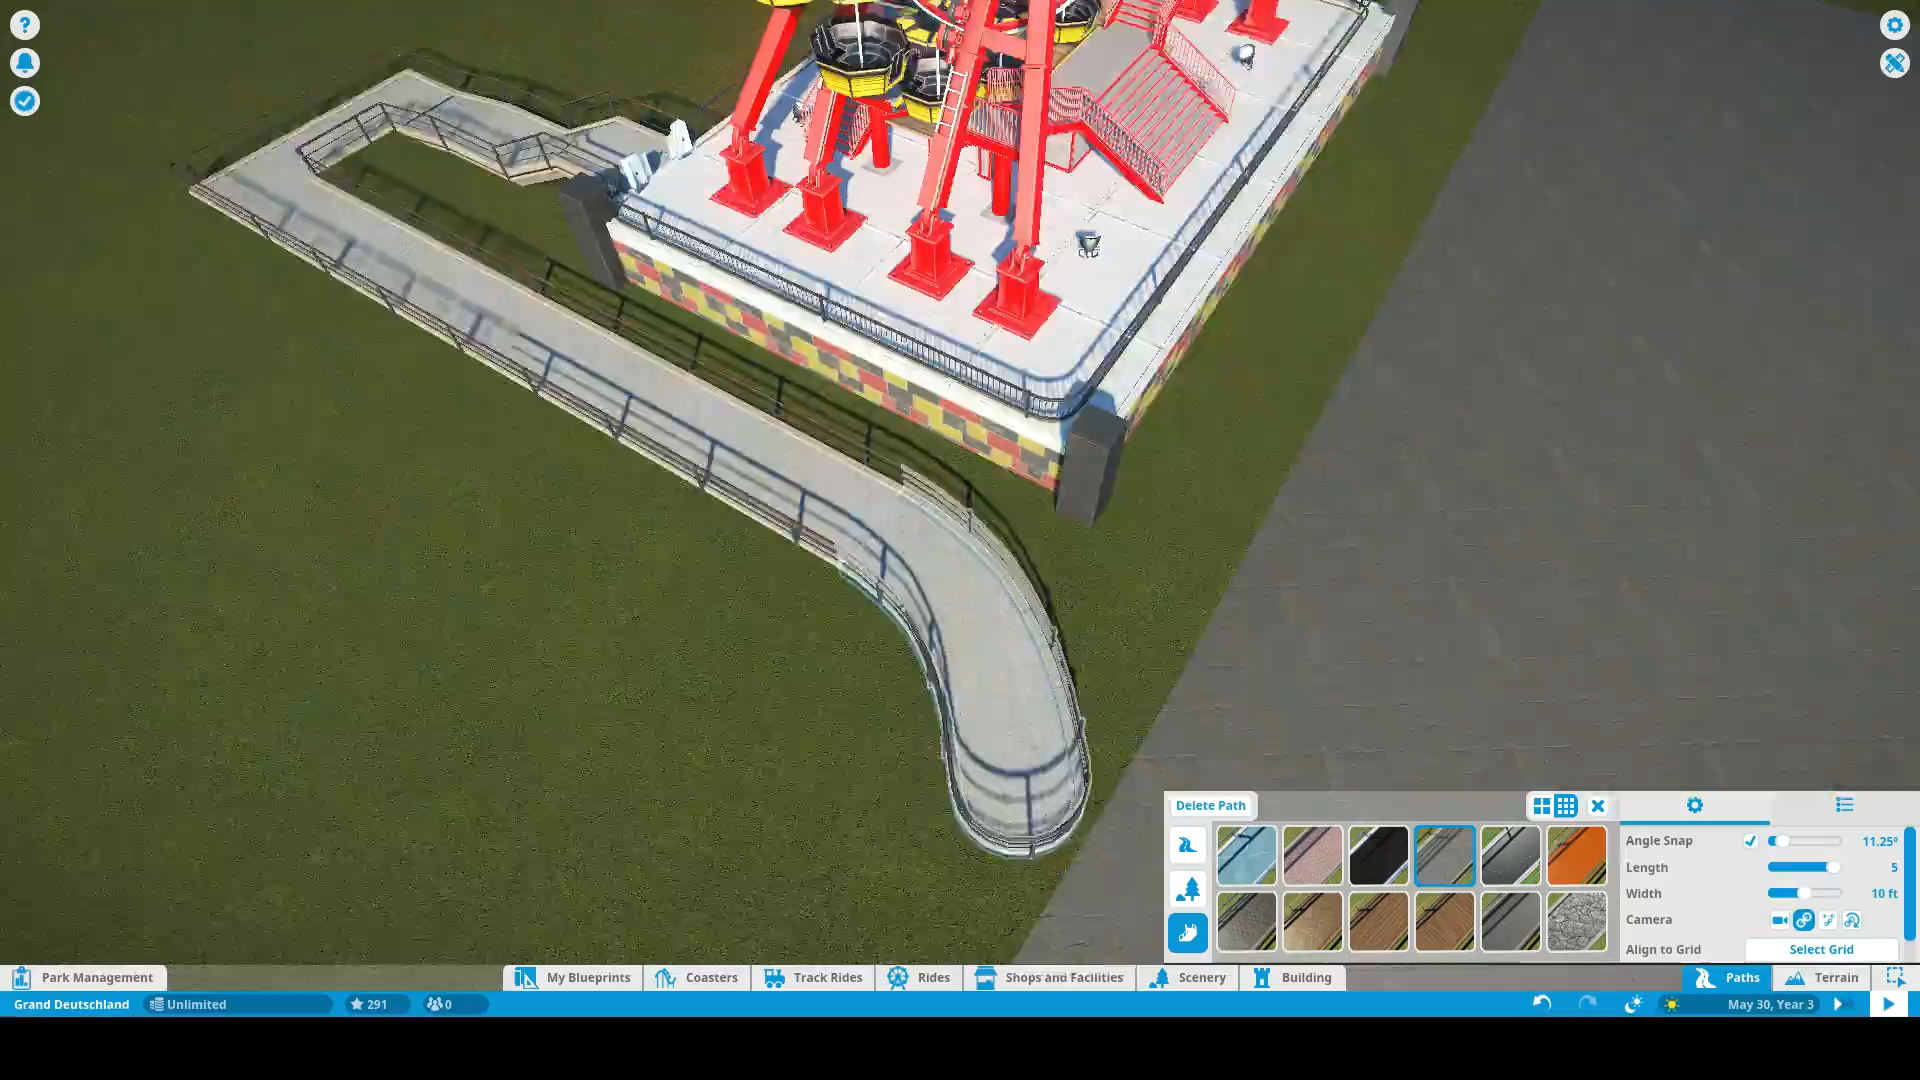 ?
Delete Path
Angle Snap 11.25º
Length 5
Width 10 ft
Camera
Align to Grid Select Grid
Park Management My Blueprints Coasters Track Rides Rides Shops and Facilities Scenery Building Paths Terrain
Grand Deutschland Unlimited 291 0 May 30, Year 3